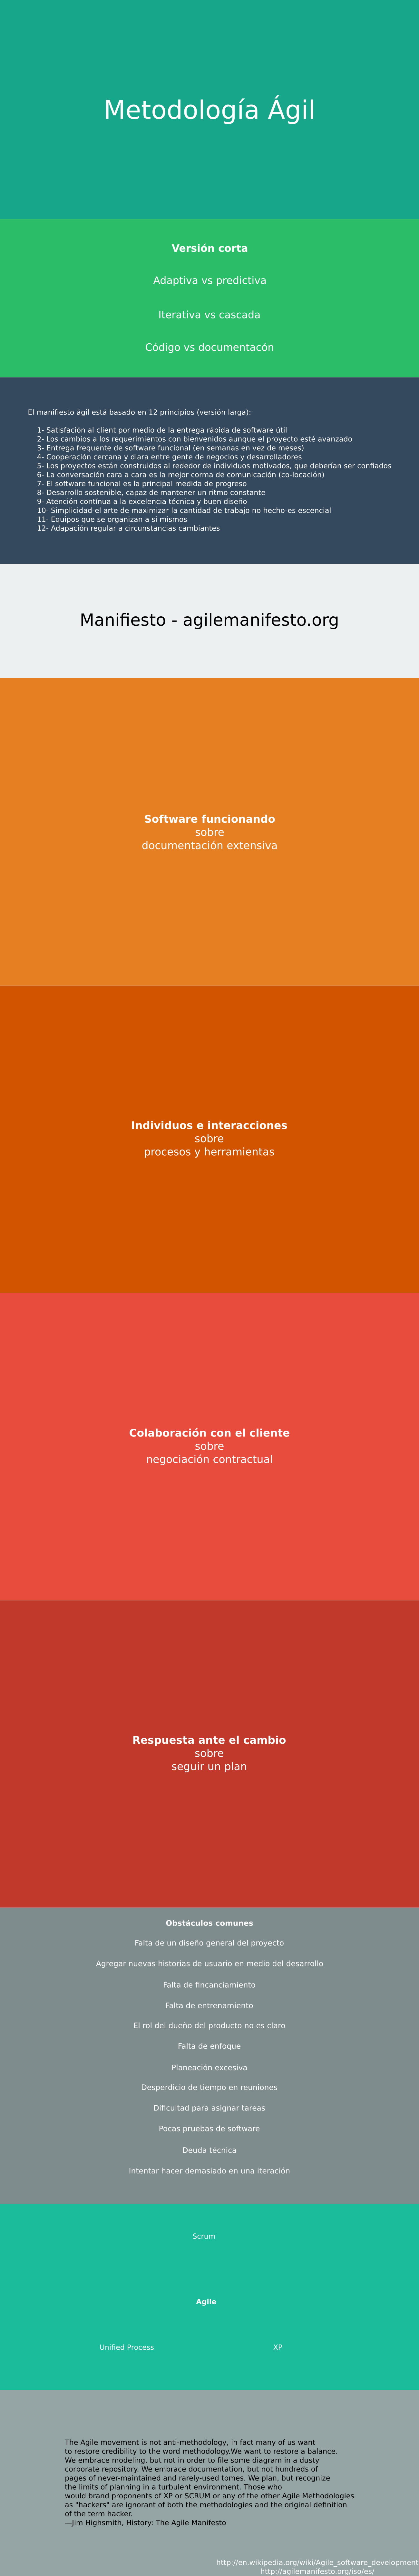 Metodología Ágil
Versión corta
Adaptiva vs predictiva
Iterativa vs cascada
Código vs documentacón
El manifiesto ágil está basado en 12 principios (versión larga):
1- Satisfación al client por medio de la entrega rápida de software útil
2- Los cambios a los requerimientos con bienvenidos aunque el proyecto esté avanzado
3- Entrega frequente de software funcional (en semanas en vez de meses)
4- Cooperación cercana y diara entre gente de negocios y desarrolladores
5- Los proyectos están construidos al rededor de individuos motivados, que deberían ser confiados
6- La conversación cara a cara es la mejor corma de comunicación (co-locación)
7- El software funcional es la principal medida de progreso
8- Desarrollo sostenible, capaz de mantener un ritmo constante
9- Atención contínua a la excelencia técnica y buen diseño
10- Simplicidad-el arte de maximizar la cantidad de trabajo no hecho-es escencial
11- Equipos que se organizan a si mismos
12- Adapación regular a circunstancias cambiantes
Manifiesto - agilemanifesto.org
Software funcionando
sobre
documentación extensiva
Individuos e interacciones
sobre
procesos y herramientas
Colaboración con el cliente
sobre
negociación contractual
Respuesta ante el cambio
sobre
seguir un plan
Obstáculos comunes
Falta de un diseño general del proyecto
Agregar nuevas historias de usuario en medio del desarrollo
Falta de fincanciamiento
Falta de entrenamiento
El rol del dueño del producto no es claro
Falta de enfoque
Planeación excesiva
Desperdicio de tiempo en reuniones
Dificultad para asignar tareas
Pocas pruebas de software
Deuda técnica
Intentar hacer demasiado en una iteración
Scrum
Agile
Unified Process XP
The Agile movement is not anti-methodology, in fact many of us want
to restore credibility to the word methodology.We want to restore a balance.
We embrace modeling, but not in order to file some diagram in a dusty
corporate repository. We embrace documentation, but not hundreds of
pages of never-maintained and rarely-used tomes. We plan, but recognize
the limits of planning in a turbulent environment. Those who
would brand proponents of XP or SCRUM or any of the other Agile Methodologies
as "hackers" are ignorant of both the methodologies and the original definition
of the term hacker.
—Jim Highsmith, History: The Agile Manifesto
http://en.wikipedia.org/wiki/Agile_software_development
http://agilemanifesto.org/iso/es/